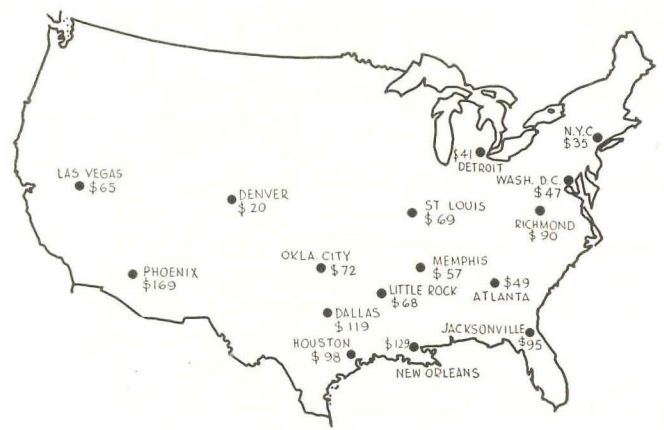 N.Y.C
$35
$41
DETROIT
LAS VEGAS
$65
WASH. D.C.
$47
DENVER
$20
ST LOUIS
$69
RICHMOND
$90
OKLA. CITY
$72
MEMPHIS
$57
PHOENIX
$169
LITTLE ROCK
$68
$49
ATLANTA
DALLAS
$119
JACKSONVILLE
$95
HOUSTON
$98
$129
NEW ORLEANS